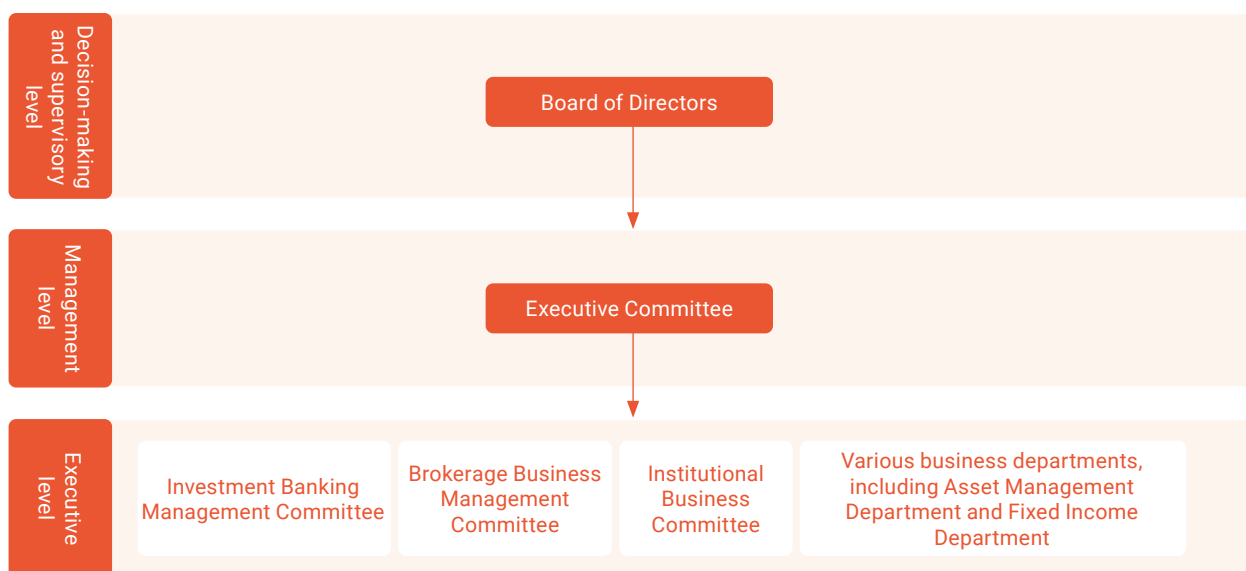 Decision-making
and supervisory
level
Board of Directors
Management
level
Executive Committee
Executive
level
Investment Banking
Management Committee
Brokerage Business
Management
Committee
Institutional
Business
Committee
Various business departments,
including Asset Management
Department and Fixed Income
Department